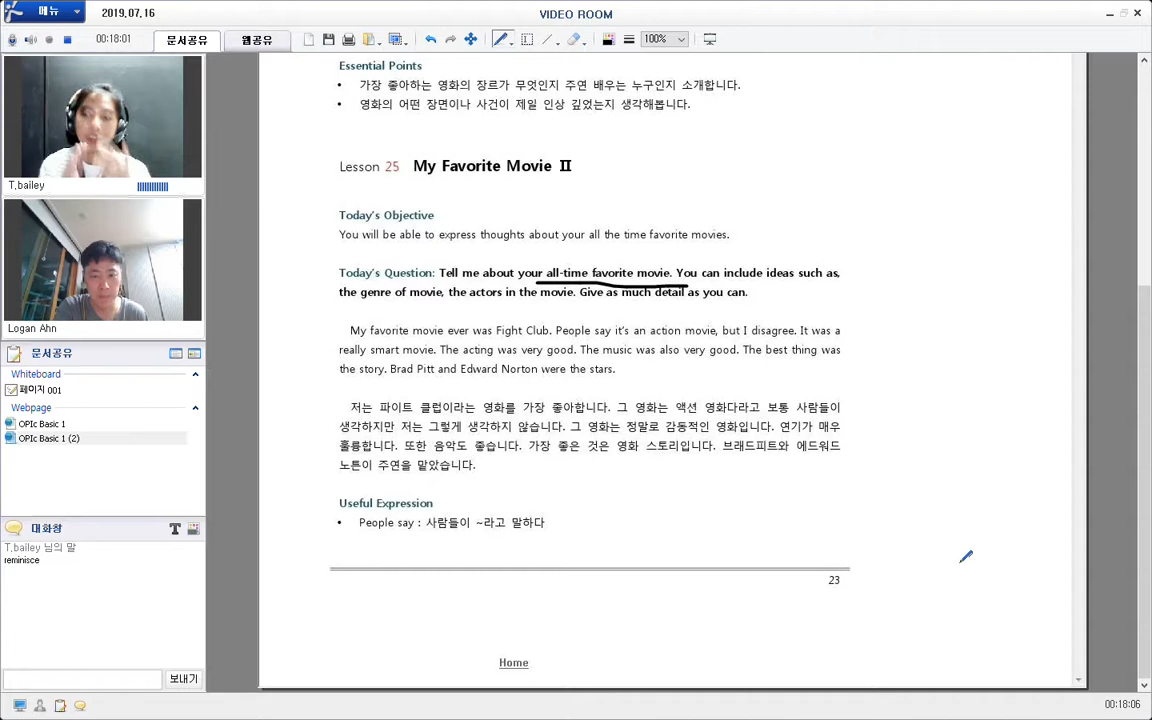 메뉴
2019.07.16
VIDEO ROOM
00:18:01
문서공유
웹공유
100%
T.bailey
Logan Ahn
문서공유
Whiteboard
페이지 001
Webpage
OPIc Basic 1
OPIc Basic 1 (2)
대화창
T.bailey 님의 말
reminisce
보내기
Essential Points
• 가장 좋아하는 영화의 장르가 무엇인지 주연 배우는 누구인지 소개합니다.
• 영화의 어떤 장면이나 사건이 제일 인상 깊었는지 생각해봅니다.
Lesson 25 My Favorite Movie Ⅱ
Today's Objective
You will be able to express thoughts about your all the time favorite movies.
Today's Question: Tell me about your all-time favorite movie. You can include ideas such as,
the genre of movie, the actors in the movie. Give as much detail as you can.
My favorite movie ever was Fight Club. People say it's an action movie, but I disagree. It was a
really smart movie. The acting was very good. The music was also very good. The best thing was
the story. Brad Pitt and Edward Norton were the stars.
저는 파이트 클럽이라는 영화를 가장 좋아합니다. 그 영화는 액션 영화다라고 보통 사람들이
생각하지만 저는 그렇게 생각하지 않습니다. 그 영화는 정말로 감동적인 영화입니다. 연기가 매우
훌륭합니다. 또한 음악도 좋습니다. 가장 좋은 것은 영화 스토리입니다. 브래드피트와 에드워드
노튼이 주연을 맡았습니다.
Useful Expression
• People say : 사람들이 ~라고 말하다
23
Home
00:18:06